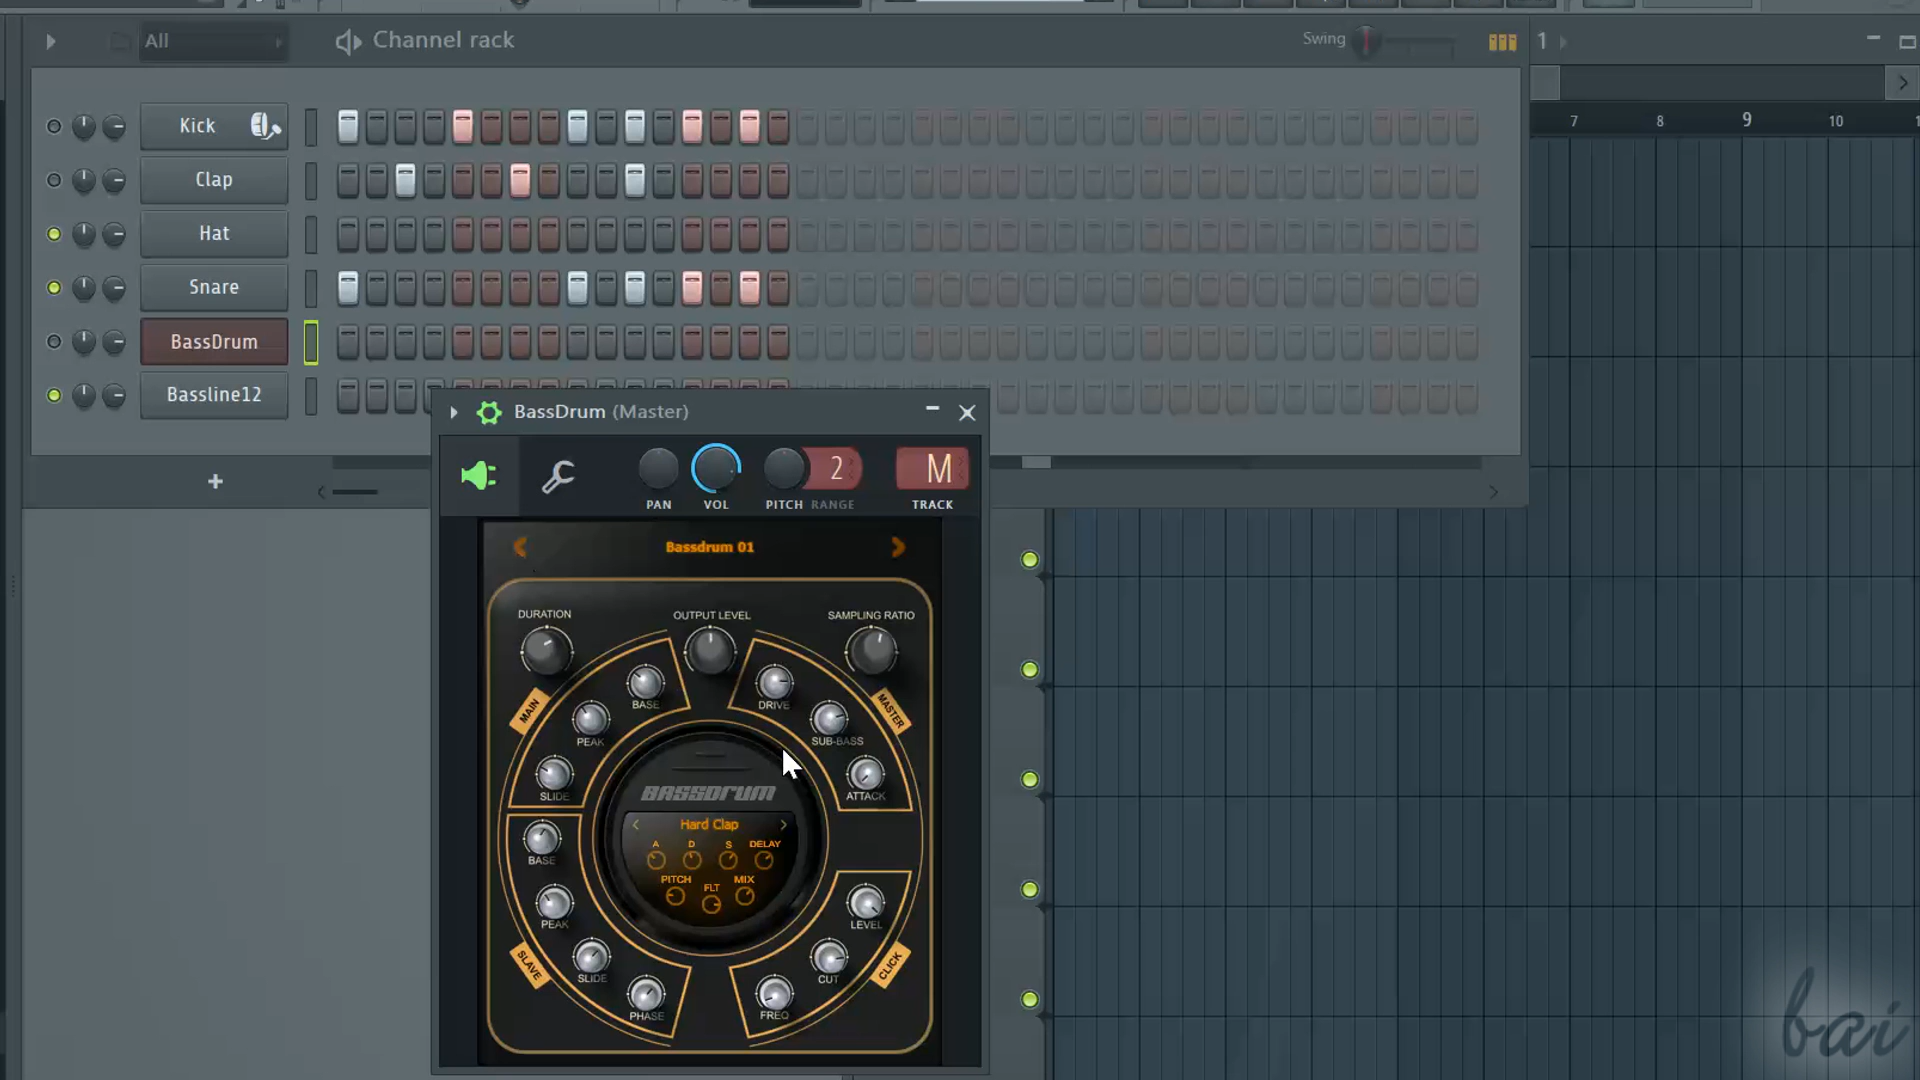 All
Channel rack
Swing
1
7 8 9 10
Kick
Clap
Hat
Snare
BassDrum
Bassline12
BassDrum (Master)
2
M
PAN VOL PITCH RANGE TRACK
Bassdrum 01
DURATION OUTPUT LEVEL SAMPLING RATIO
BASE DRIVE
MAIN MASTER
PEAK SUB-BASS
SLIDE ATTACK
BASSDRUM
Hard Clap
A D S DELAY
PITCH FLT MIX
BASE
PEAK LEVEL
SLAVE CLICK
SLIDE CUT
PHASE FREQ
bai